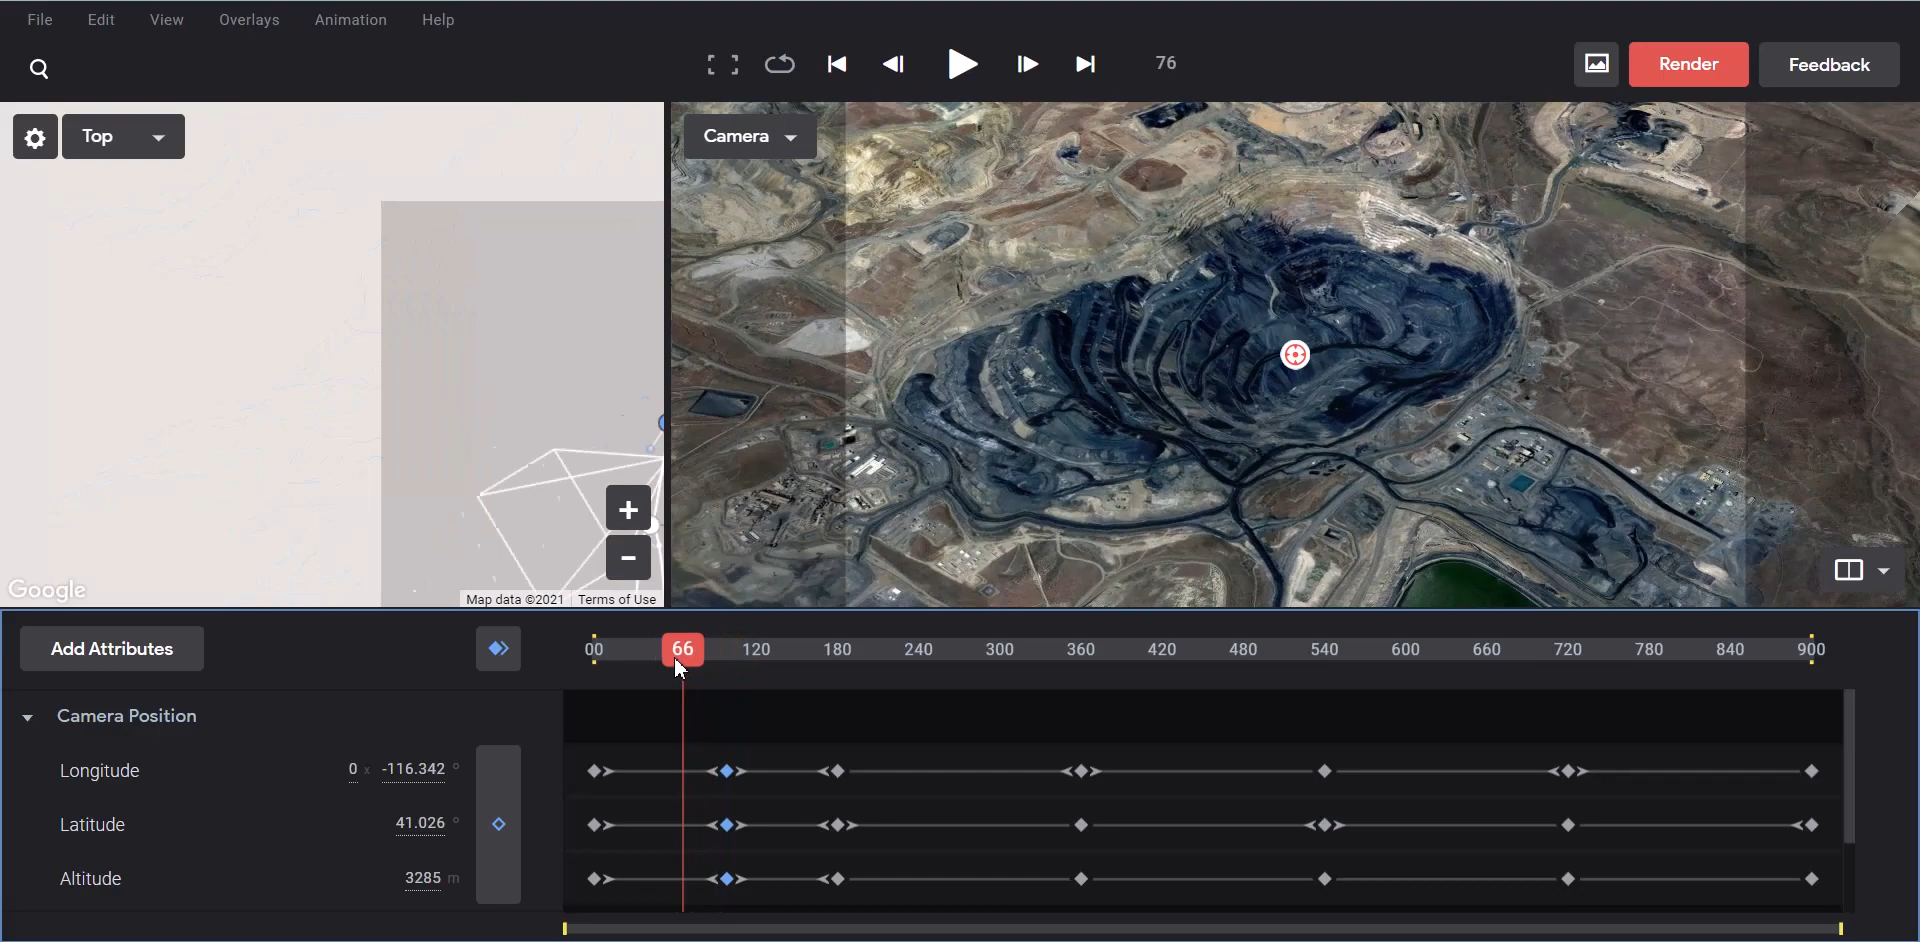 File Edit View Overlays Animation Help
76
Render
Feedback
Top
Camera
Google
Map data ©2021 Terms of Use
Add Attributes
00 66 120 180 240 300 360 420 480 540 600 660 720 780 840 900
Camera Position
Longitude 0 x -116.342 °
Latitude 41.026 °
Altitude 3285 m